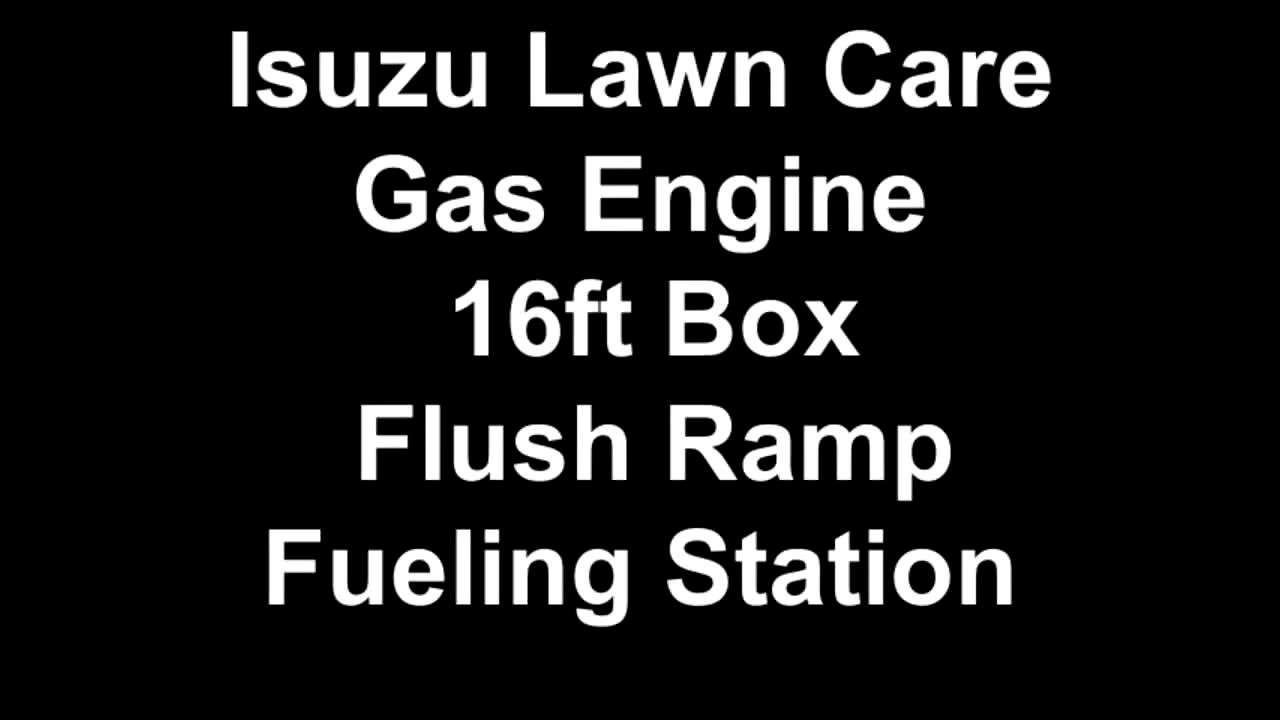 Isuzu Lawn Care
Gas Engine
16ft Box
Flush Ramp
Fueling Station